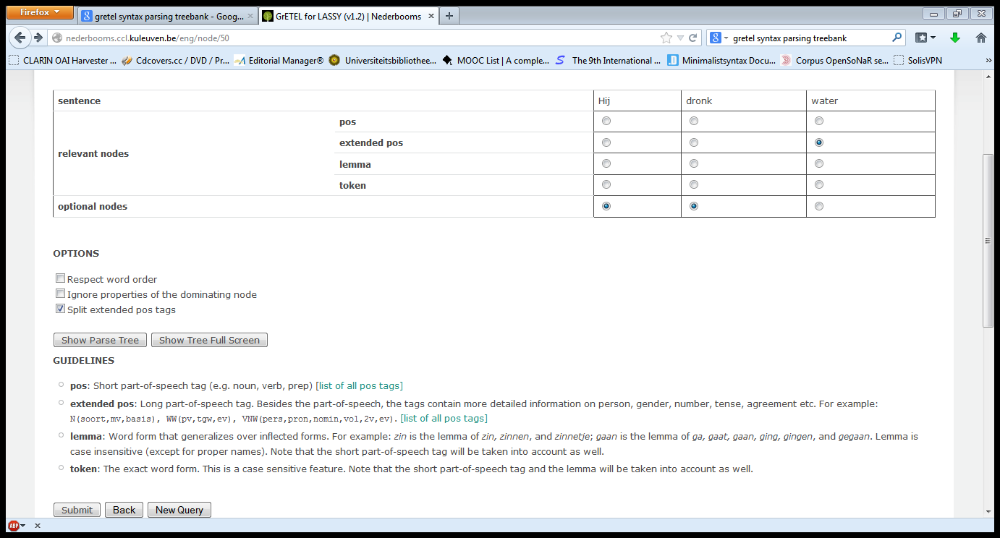 Firefox
gretel syntax parsing treebank - Goog...
GrETEL for LASSY (v1.2) | Nederbooms
nederbooms.ccl.kuleuven.be/eng/node/50
gretel syntax parsing treebank
CLARIN OAI Harvester ...
Cdcovers.cc / DVD / Pr...
Editorial Manager®
Universiteitsbibliothee...
MOOC List | A comple...
The 9th International ...
Minimalistsyntax Docu...
Corpus OpenSoNaR se...
SolisVPN
sentence Hij dronk water
relevant nodes
pos
extended pos
lemma
token
optional nodes
OPTIONS
Respect word order
Ignore properties of the dominating node
Split extended pos tags
Show Parse Tree Show Tree Full Screen
GUIDELINES
pos: Short part-of-speech tag (e.g. noun, verb, prep) [list of all pos tags]
extended pos: Long part-of-speech tag. Besides the part-of-speech, the tags contain more detailed information on person, gender, number, tense, agreement etc. For example:
N(soort,mv,basis), WW(pv,tgw,ev), VNW(pers,pron,nomin,vol,2v,ev). [list of all pos tags]
lemma: Word form that generalizes over inflected forms. For example: zin is the lemma of zin, zinnen, and zinnetje; gaan is the lemma of ga, gaat, gaan, ging, gingen, and gegaan. Lemma is
case insensitive (except for proper names). Note that the short part-of-speech tag will be taken into account as well.
token: The exact word form. This is a case sensitive feature. Note that the short part-of-speech tag and the lemma will be taken into account as well.
Submit Back New Query
ABP